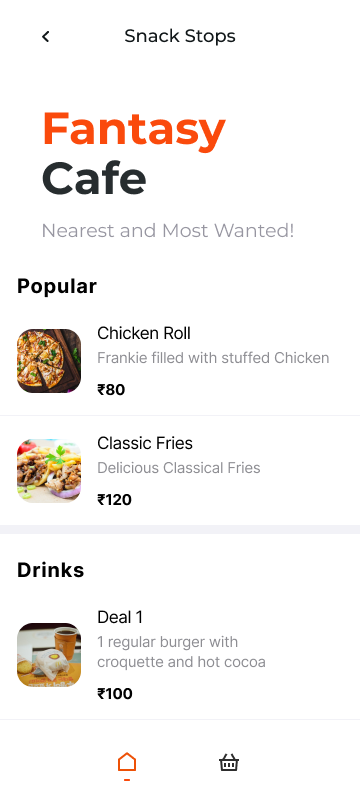 Snack Stops
Fantasy
Cafe
Nearest and Most Wanted!
Popular
Chicken Roll
Frankie filled with stuffed Chicken
₹80
Classic Fries
Delicious Classical Fries
₹120
Drinks
Deal 1
1 regular burger with
croquette and hot cocoa
₹100